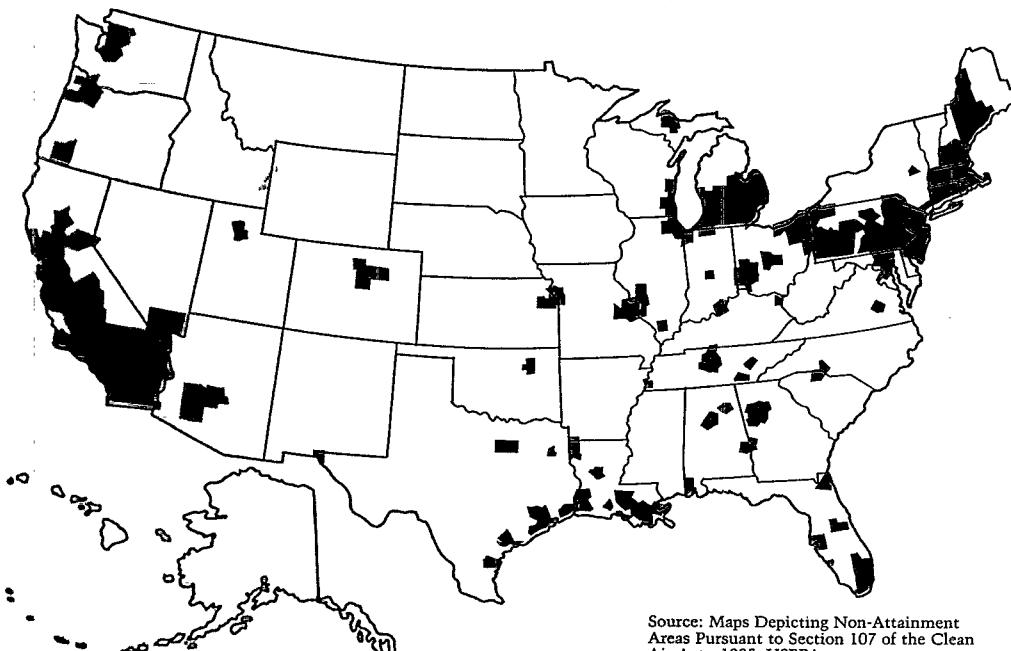 Source: Maps Depicting Non-Attainment
Areas Pursuant to Section 107 of the Clean